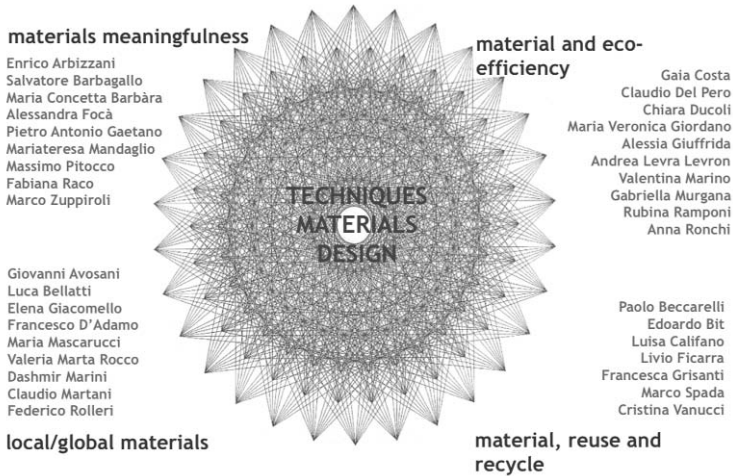 materials meaningfulness
Enrico Arbizzani
Salvatore Barbagallo
Maria Concetta Barbàra
Alessandra Focà
Pietro Antonio Gaetano
Mariateresa Mandaglio
Massimo Pitocco
Fabiana Raco
Marco Zuppiroli
material and eco-
efficiency
Gaia Costa
Claudio Del Pero
Chiara Ducoli
Maria Veronica Giordano
Alessia Giuffrida
Andrea Levra Levron
Valentina Marino
Gabriella Murgana
Rubina Ramponi
Anna Ronchi
TECHNIQUES
MATERIALS
DESIGN
Giovanni Avosani
Luca Bellatti
Elena Giacomello
Francesco D'Adamo
Maria Mascarucci
Valeria Marta Rocco
Dashmir Marini
Claudio Martani
Federico Rolleri
local/global materials
Paolo Beccarelli
Edoardo Bit
Luisa Califano
Livio Ficarra
Francesca Grisanti
Marco Spada
Cristina Vanucci
material, reuse and
recycle